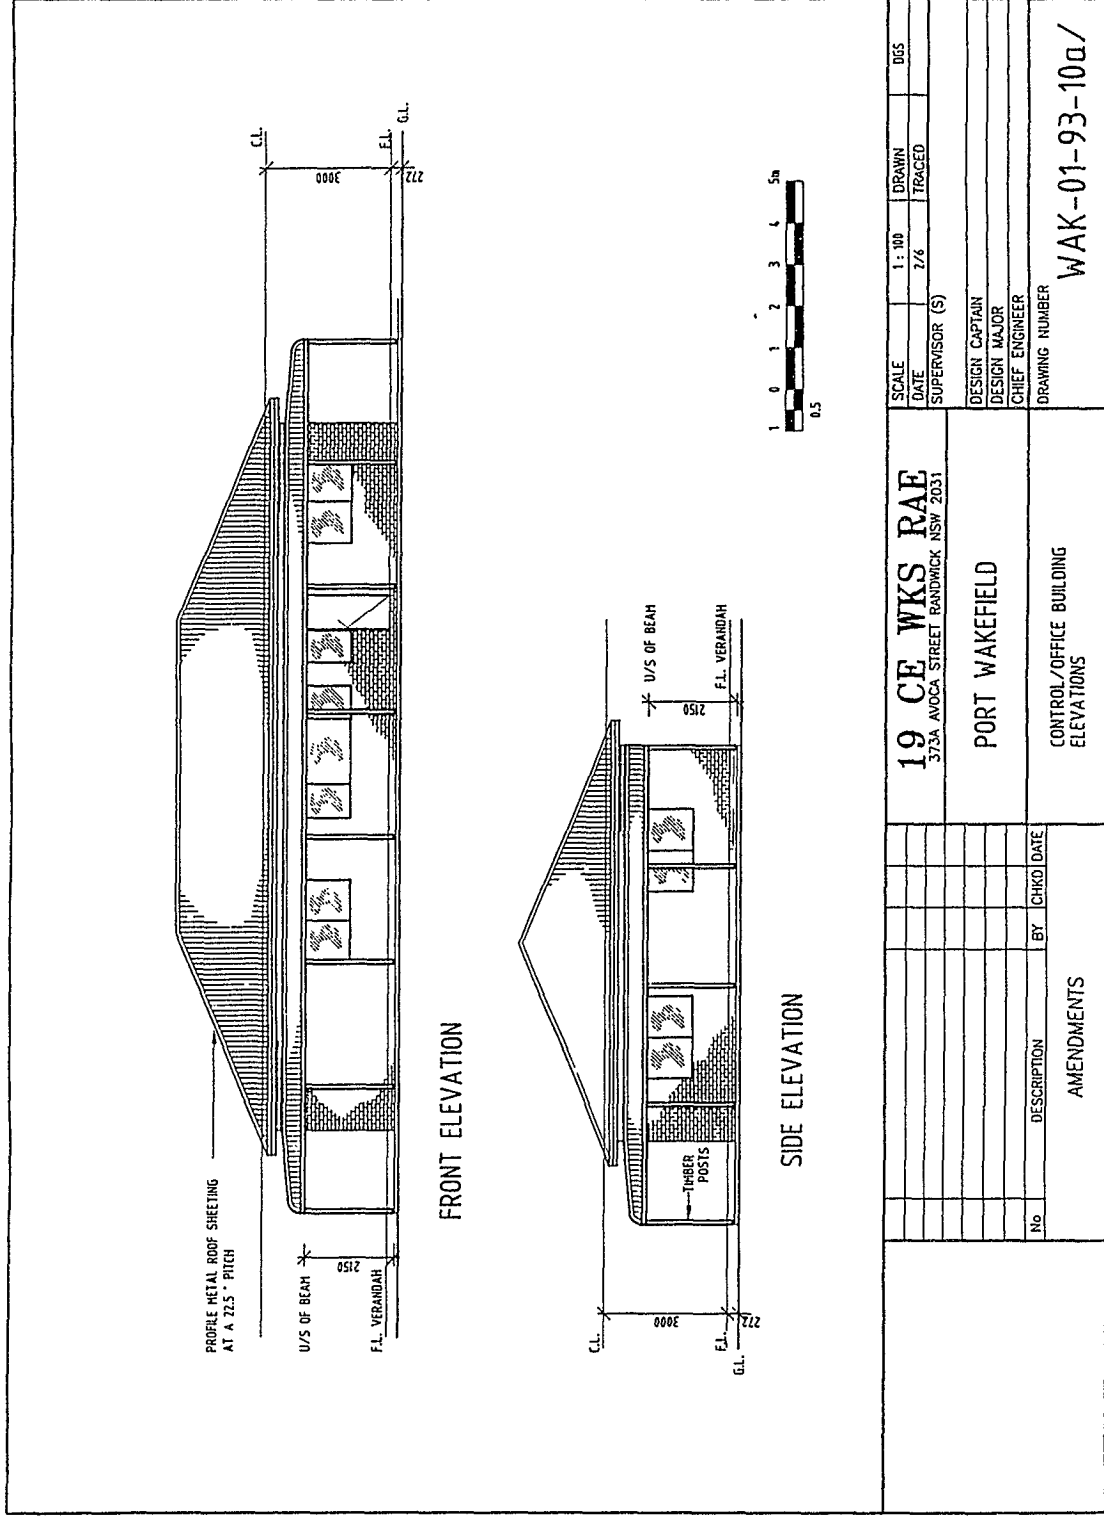 PROFILE METAL ROOF SHEETING
AT A 22.5 ° PITCH
C.L.
3000
F.L.
G.L.
272
U/S OF BEAM
2150
F.L. VERANDAH
FRONT ELEVATION
C.L.
3000
F.L.
272
G.L.
TIMBER
POSTS
U/S OF BEAM
2150
F.L. VERANDAH
SIDE ELEVATION
1 0 1 2 3 4 5m
0.5
No DESCRIPTION BY CHKD DATE
AMENDMENTS
19 CE WKS RAE
373A AVOCA STREET RANDWICK NSW 2031
PORT WAKEFIELD
CONTROL/OFFICE BUILDING
ELEVATIONS
SCALE 1 : 100 DRAWN DGS
DATE 2/6 TRACED
SUPERVISOR (S)
DESIGN CAPTAIN
DESIGN MAJOR
CHIEF ENGINEER
DRAWING NUMBER
WAK-01-93-10a/